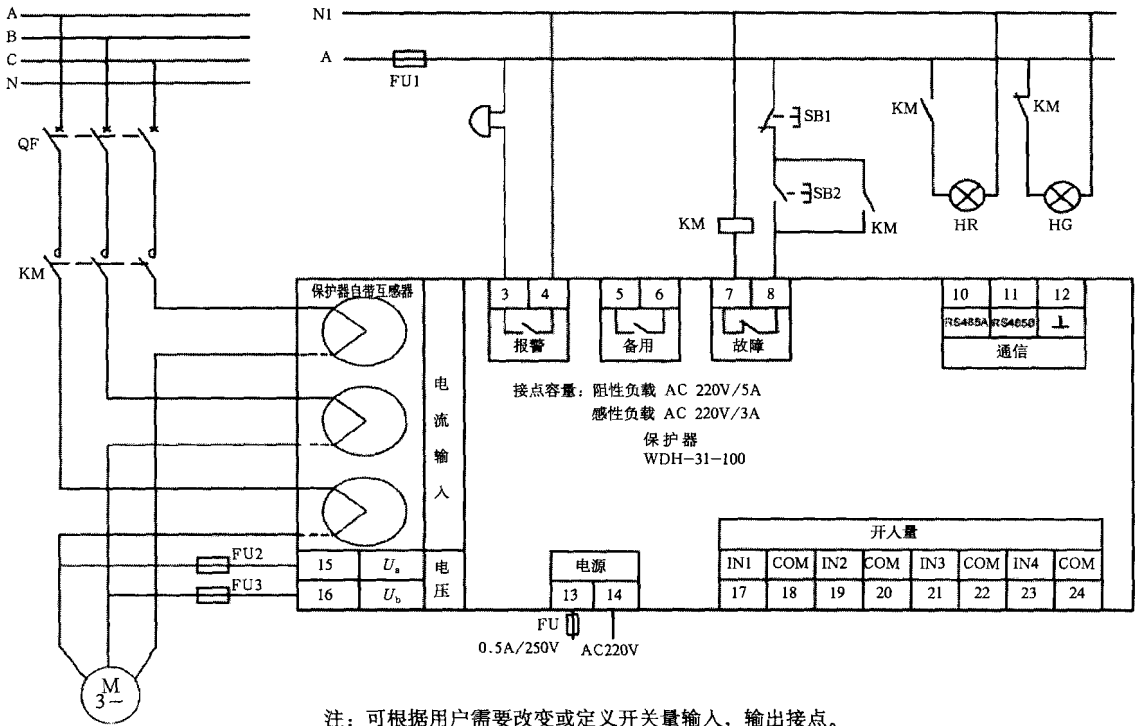 A
B
C
N
QF
KM
N1
A
FU1
SB1
SB2
KM
KM
KM
HR
KM
HG
保护器自带互感器
电流输入
3 4
报警
5 6
备用
7 8
故障
10 11 12
RS485A RS485B ⊥
通信
接点容量：阻性负载 AC 220V/5A
感性负载 AC 220V/3A
保护器
WDH-31-100
FU2
FU3
15 Ua
16 Ub
电压
电源
13 14
FU
0.5A/250V AC220V
开入量
IN1 COM IN2 COM IN3 COM IN4 COM
17 18 19 20 21 22 23 24
M
3~
注：可根据用户需要改变或定义开关量输入、输出接点。